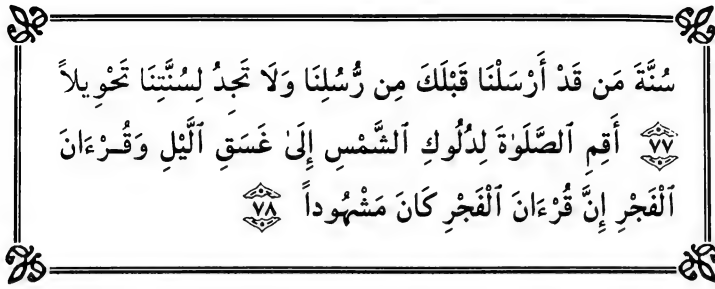 سُنَّةَ مَن قَدْ أَرْسَلْنَا قَبْلَكَ مِن رُّسُلِنَا وَلَا تَجِدُ لِسُنَّتِنَا تَحْوِيلاً
٧٧ أَقِمِ ٱلصَّلَوٰةَ لِدُلُوكِ ٱلشَّمْسِ إِلَىٰ غَسَقِ ٱلَّيْلِ وَقُرْءَانَ
ٱلْفَجْرِ إِنَّ قُرْءَانَ ٱلْفَجْرِ كَانَ مَشْهُوداً ٧٨